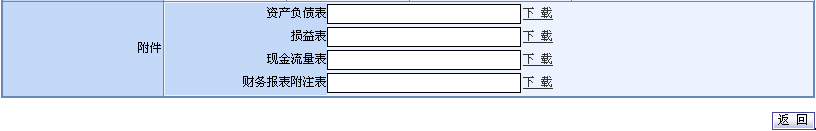 资产负债表 下 载
损益表 下 载
附件
现金流量表 下 载
财务报表附注表 下 载
返 回